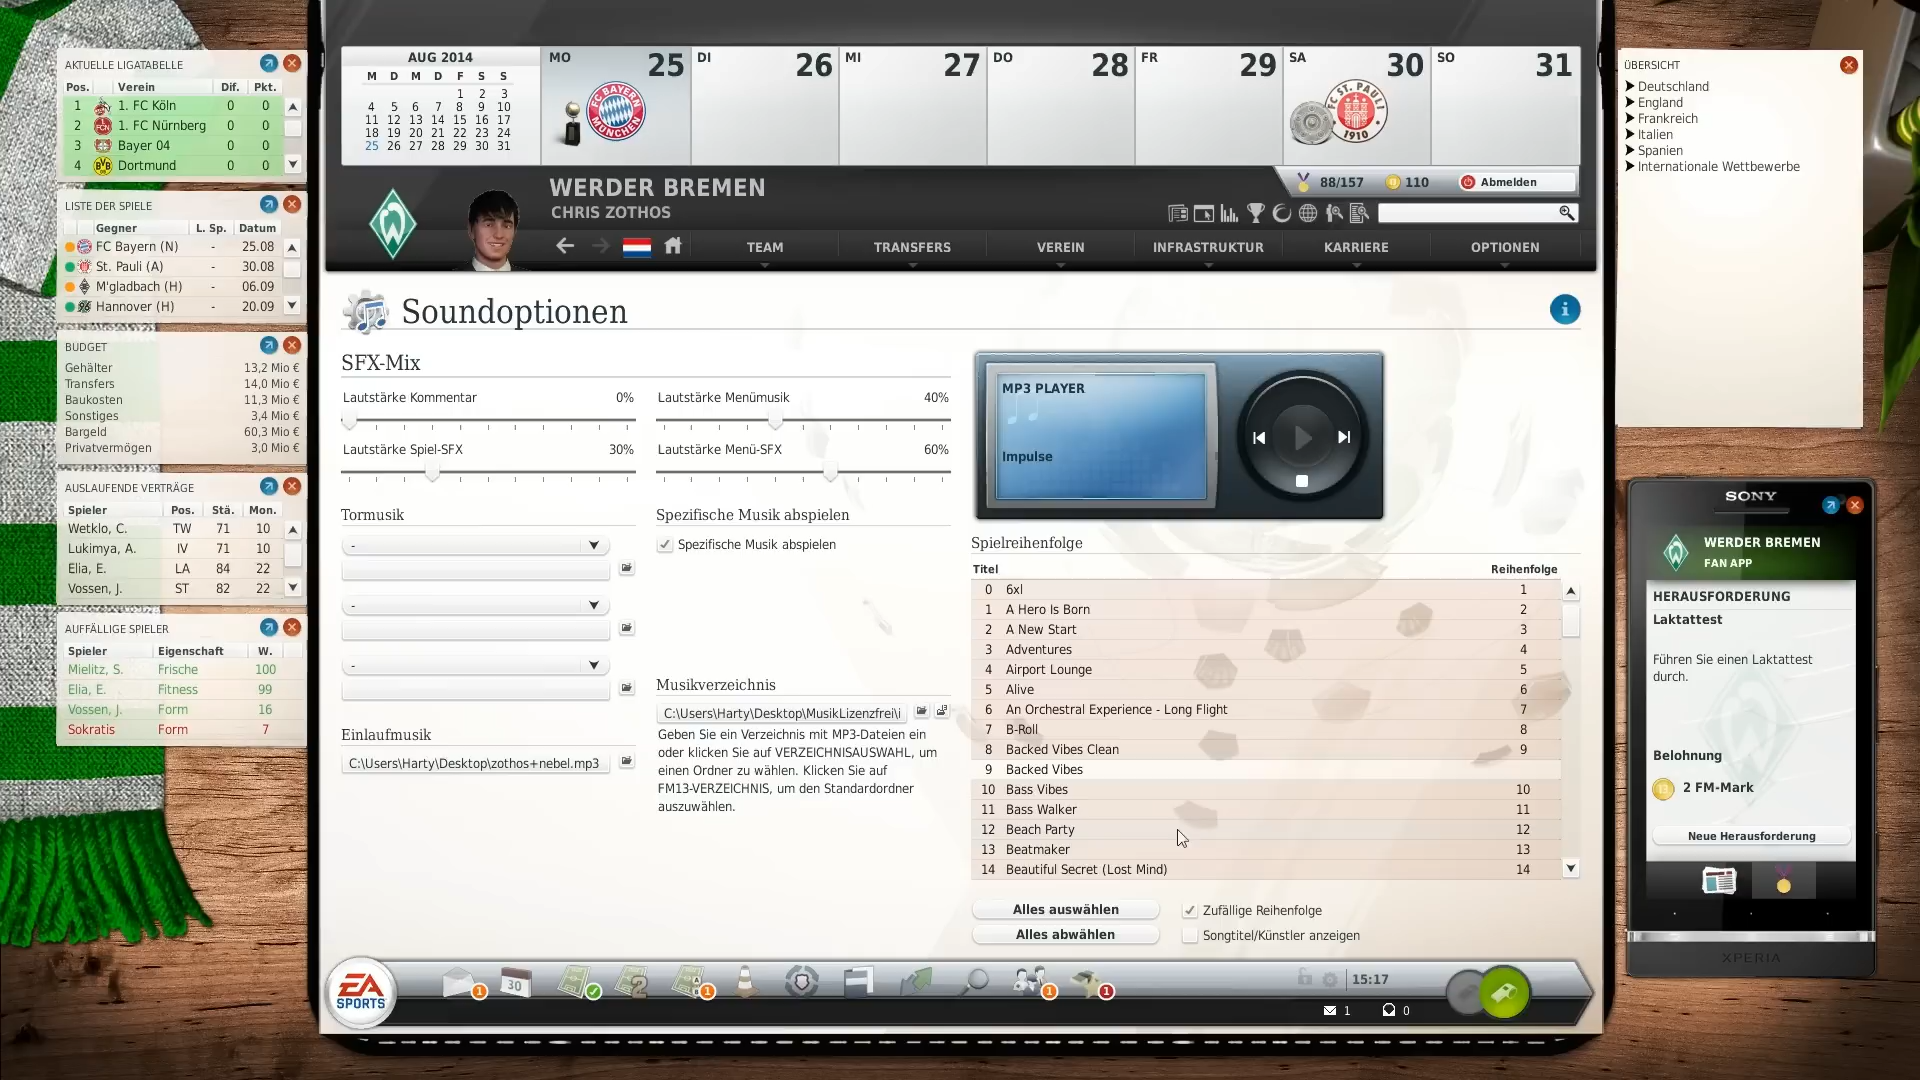 AKTUELLE LIGATABELLE
Pos. Verein Dif. Pkt.
1 1. FC Köln 0 0
2 1. FC Nürnberg 0 0
3 Bayer 04 0 0
4 Dortmund 0 0
LISTE DER SPIELE
Gegner L. Sp. Datum
FC Bayern (N) - 25.08
St. Pauli (A) - 30.08
M'gladbach (H) - 06.09
Hannover (H) - 20.09
BUDGET
Gehälter 13,2 Mio €
Transfers 14,0 Mio €
Baukosten 11,3 Mio €
Sonstiges 3,4 Mio €
Bargeld 60,3 Mio €
Privatvermögen 3,0 Mio €
AUSLAUFENDE VERTRÄGE
Spieler Pos. Stä. Mon.
Wetklo, C. TW 71 10
Lukimya, A. IV 71 10
Elia, E. LA 84 22
Vossen, J. ST 82 22
AUFFÄLLIGE SPIELER
Spieler Eigenschaft W.
Mielitz, S. Frische 100
Elia, E. Fitness 99
Vossen, J. Form 16
Sokratis Form 7
AUG 2014
M D M D F S S
1 2 3
4 5 6 7 8 9 10
11 12 13 14 15 16 17
18 19 20 21 22 23 24
25 26 27 28 29 30 31
MO 25 DI 26 MI 27 DO 28 FR 29 SA 30 SO 31
FC BAYERN MÜNCHEN
FC ST. PAULI 1910
WERDER BREMEN
CHRIS ZOTHOS
88/157 110 Abmelden
TEAM TRANSFERS VEREIN INFRASTRUKTUR KARRIERE OPTIONEN
Soundoptionen
SFX-Mix
Lautstärke Kommentar 0%
Lautstärke Menümusik 40%
Lautstärke Spiel-SFX 30%
Lautstärke Menü-SFX 60%
Tormusik
-
-
-
Einlaufmusik
C:\Users\Harty\Desktop\zothos+nebel.mp3
Spezifische Musik abspielen
Spezifische Musik abspielen
Musikverzeichnis
C:\Users\Harty\Desktop\MusikLizenzfrei\i
Geben Sie ein Verzeichnis mit MP3-Dateien ein
oder klicken Sie auf VERZEICHNISAUSWAHL, um
einen Ordner zu wählen. Klicken Sie auf
FM13-VERZEICHNIS, um den Standardordner
auszuwählen.
MP3 PLAYER
Impulse
Spielreihenfolge
Titel Reihenfolge
0 6xl 1
1 A Hero Is Born 2
2 A New Start 3
3 Adventures 4
4 Airport Lounge 5
5 Alive 6
6 An Orchestral Experience - Long Flight 7
7 B-Roll 8
8 Backed Vibes Clean 9
9 Backed Vibes
10 Bass Vibes 10
11 Bass Walker 11
12 Beach Party 12
13 Beatmaker 13
14 Beautiful Secret (Lost Mind) 14
Alles auswählen
Zufällige Reihenfolge
Alles abwählen
Songtitel/Künstler anzeigen
EA SPORTS
1 30 2 1 1 1
15:17
1 0
ÜBERSICHT
Deutschland
England
Frankreich
Italien
Spanien
Internationale Wettbewerbe
SONY
WERDER BREMEN
FAN APP
HERAUSFORDERUNG
Laktattest
Führen Sie einen Laktattest
durch.
Belohnung
2 FM-Mark
Neue Herausforderung
XPERIA